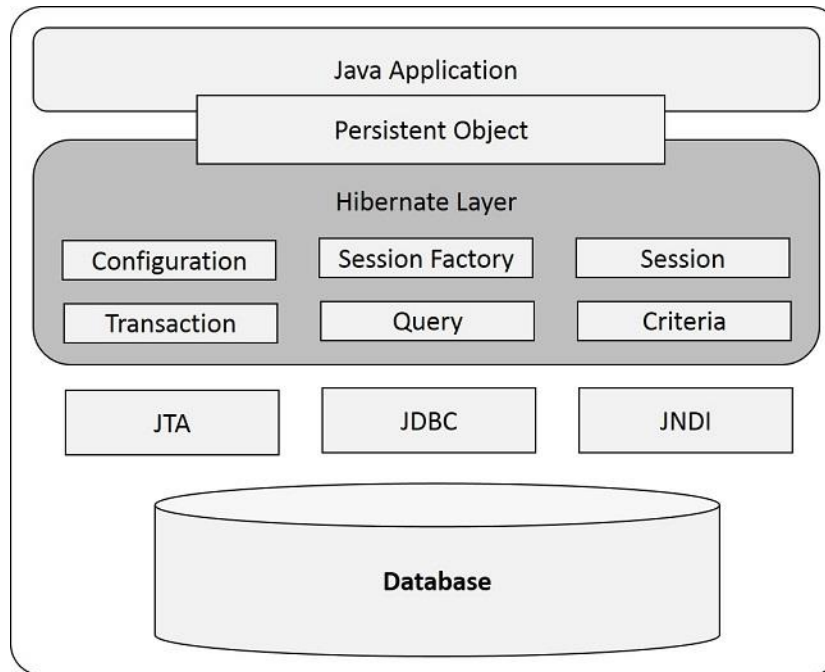 Java Application
Persistent Object
Hibernate Layer
Configuration
Session Factory
Session
Transaction
Query
Criteria
JTA
JDBC
JNDI
Database